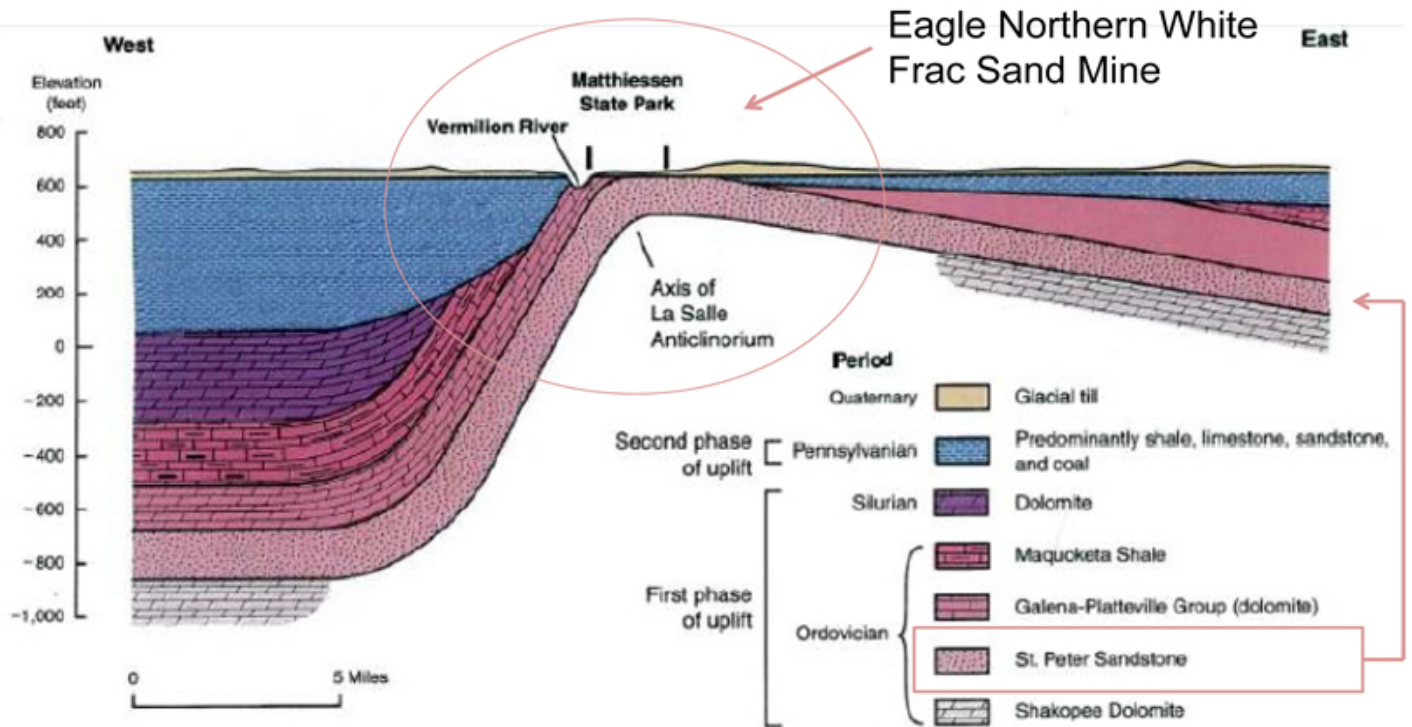 Eagle Northern White
Frac Sand Mine
West
East
Elevation
(feet)
Matthiessen
State Park
Vermilion River
800
600
400
200
0
-200
-400
-600
-800
-1,000
Axis of
La Salle
Anticlinorium
Period
Quaternary
Glacial till
Second phase
of uplift
Pennsylvanian
Predominantly shale, limestone, sandstone,
and coal
Silurian
Dolomite
First phase
of uplift
Ordovician
Maquoketa Shale
Galena-Platteville Group (dolomite)
St. Peter Sandstone
Shakopee Dolomite
0
5 Miles